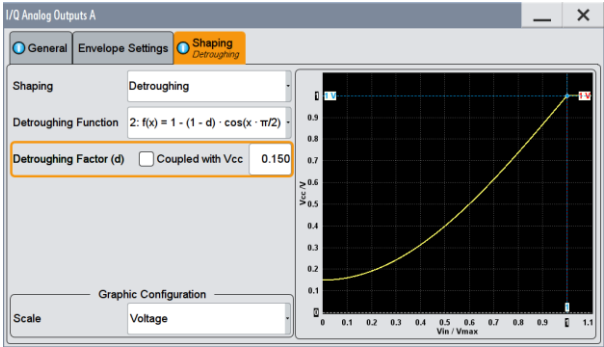 I/Q Analog Outputs A
General
Envelope Settings
Shaping
Detroughing
Shaping
Detroughing
Detroughing Function
2: f(x) = 1 - (1 - d) · cos(x · π/2)
Detroughing Factor (d)
Coupled with Vcc
0.150
Graphic Configuration
Scale
Voltage
Vcc /V
1
1 V
1 V
0.9
0.8
0.7
0.6
0.5
0.4
0.3
0.2
0.1
0
1
0 0.1 0.2 0.3 0.4 0.5 0.6 0.7 0.8 0.9 1 1.1
Vin / Vmax